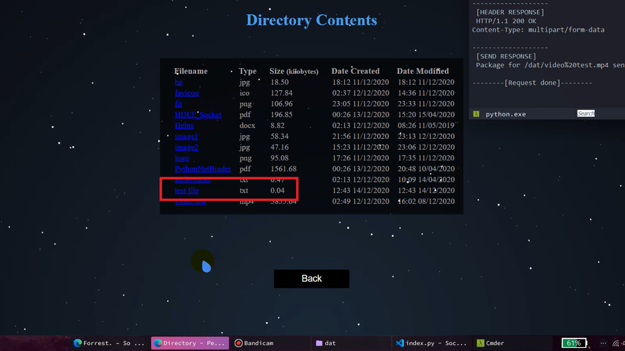 [HEADER RESPONSE]
HTTP/1.1 200 OK
Content-Type: multipart/form-data
[SEND RESPONSE]
Package for /dat/video%20test.mp4 sen
--------[Request done]--------
python.exe
Search
Directory Contents
Filename Type Size (kilobytes) Date Created Date Modified
jpg 18.50 18:12 11/12/2020 18:12 11/12/2020
favicon ico 127.84 02:37 12/12/2020 14:36 11/12/2020
png 106.96 23:05 11/12/2020 23:33 11/12/2020
pdf 196.85 00:26 13/12/2020 15:20 15/04/2020
docx 8.82 02:13 12/12/2020 08:26 11/05/2019
image1 jpg 58.34 21:56 11/12/2020 23:13 12/12/2020
image2 jpg 47.16 15:23 11/12/2020 23:06 12/12/2020
logo png 95.08 17:26 11/12/2020 17:35 11/12/2020
pdf 1561.68 00:26 13/12/2020 20:48 10/04/2020
txt 0.47 02:13 12/12/2020 10:09 14/04/2020
test file txt 0.04 12:43 14/12/2020 12:43 14/12/2020
mp4 5855.64 02:49 12/12/2020 16:02 08/12/2020
Back
Forrest. - So ... Directory - Pe... Bandicam dat index.py - Soc... Cmder 61%